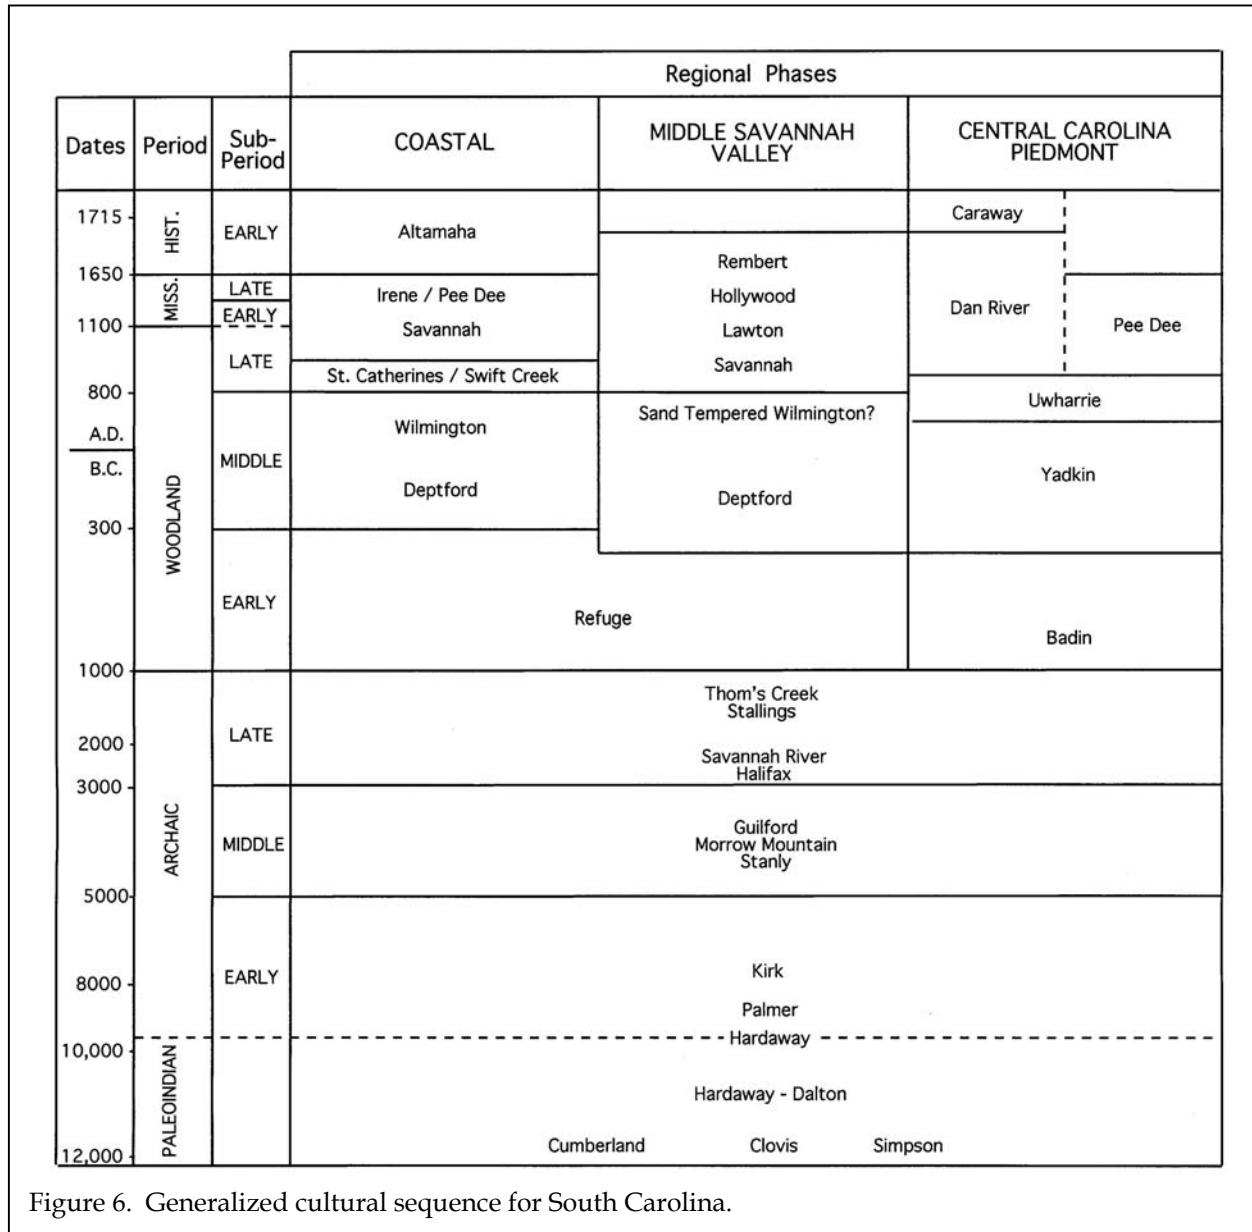 Regional Phases
Dates
Period
Sub-
Period
COASTAL
MIDDLE SAVANNAH
VALLEY
CENTRAL CAROLINA
PIEDMONT
1715
HIST.
EARLY
Altamaha
Caraway
1650
MISS.
LATE
EARLY
1100
Irene / Pee Dee
Savannah
Rembert
Hollywood
Lawton
Savannah
Dan River
Pee Dee
LATE
St. Catherines / Swift Creek
800
A.D.
B.C.
300
WOODLAND
MIDDLE
Wilmington
Deptford
Sand Tempered Wilmington?
Deptford
Uwharrie
Yadkin
EARLY
Refuge
Badin
1000
2000
3000
ARCHAIC
LATE
Thom's Creek
Stallings
Savannah River
Halifax
MIDDLE
Guilford
Morrow Mountain
Stanly
5000
8000
EARLY
Kirk
Palmer
Hardaway
10,000
PALEOINDIAN
Hardaway - Dalton
12,000
Cumberland Clovis Simpson
Figure 6. Generalized cultural sequence for South Carolina.